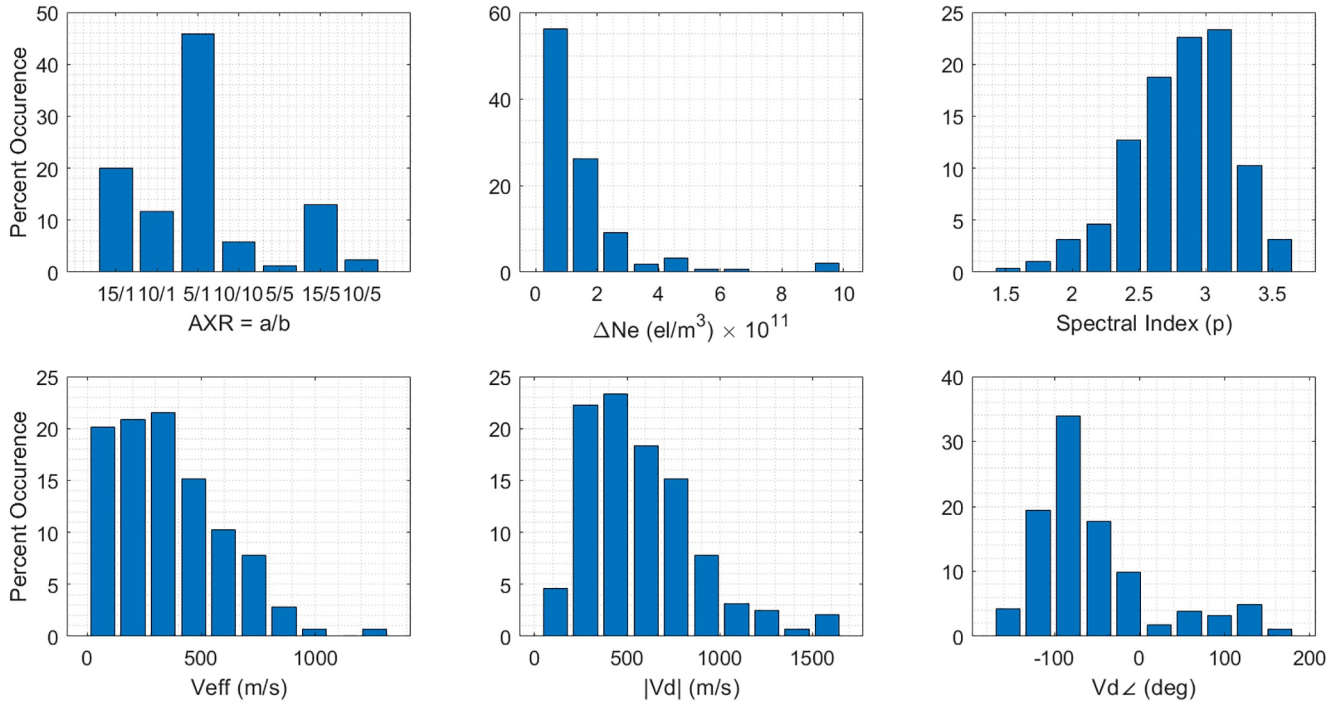 50
40
30
20
10
0
Percent Occurence
15/1 10/1 5/1 10/10 5/5 15/5 10/5
AXR = a/b
60
40
20
0
0 2 4 6 8 10
ΔNe (el/m³) × 10¹¹
25
20
15
10
5
0
1.5 2 2.5 3 3.5
Spectral Index (p)
25
20
15
10
5
0
Percent Occurence
0 500 1000
Veff (m/s)
25
20
15
10
5
0
0 500 1000 1500
|Vd| (m/s)
40
30
20
10
0
-100 0 100 200
Vd∠ (deg)